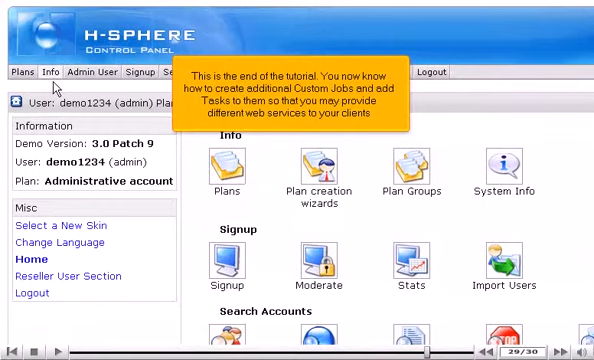 H-SPHERE
CONTROL PANEL
Plans Info Admin User Signup Se Logout
This is the end of the tutorial. You now know
how to create additional Custom Jobs and add
Tasks to them so that you may provide
different web services to your clients
User: demo1234 (admin) Plan
Information
Demo Version: 3.0 Patch 9
User: demo1234 (admin)
Plan: Administrative account
Misc
Select a New Skin
Change Language
Home
Reseller User Section
Logout
Info
Plans Plan creation Plan Groups System Info
wizards
Signup
Signup Moderate Stats Import Users
Search Accounts
STOP
29/30